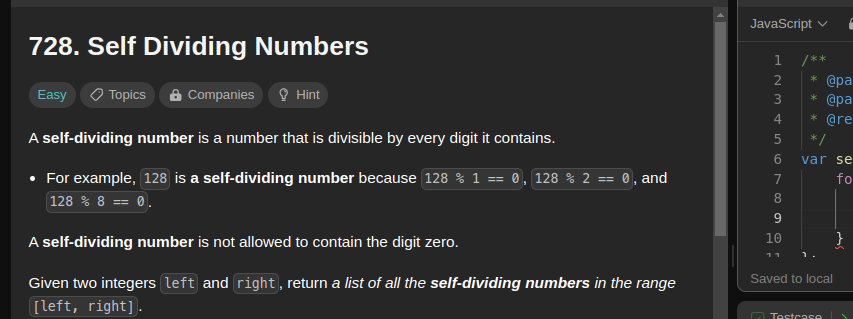 728. Self Dividing Numbers
Easy Topics Companies Hint
A self-dividing number is a number that is divisible by every digit it contains.
• For example, 128 is a self-dividing number because 128 % 1 == 0, 128 % 2 == 0, and
128 % 8 == 0.
A self-dividing number is not allowed to contain the digit zero.
Given two integers left and right, return a list of all the self-dividing numbers in the range
[left, right].
JavaScript
1 /**
2 * @pa
3 * @pa
4 * @re
5 */
6 var se
7 fo
8
9
10 }
11 };
Saved to local
Testcase